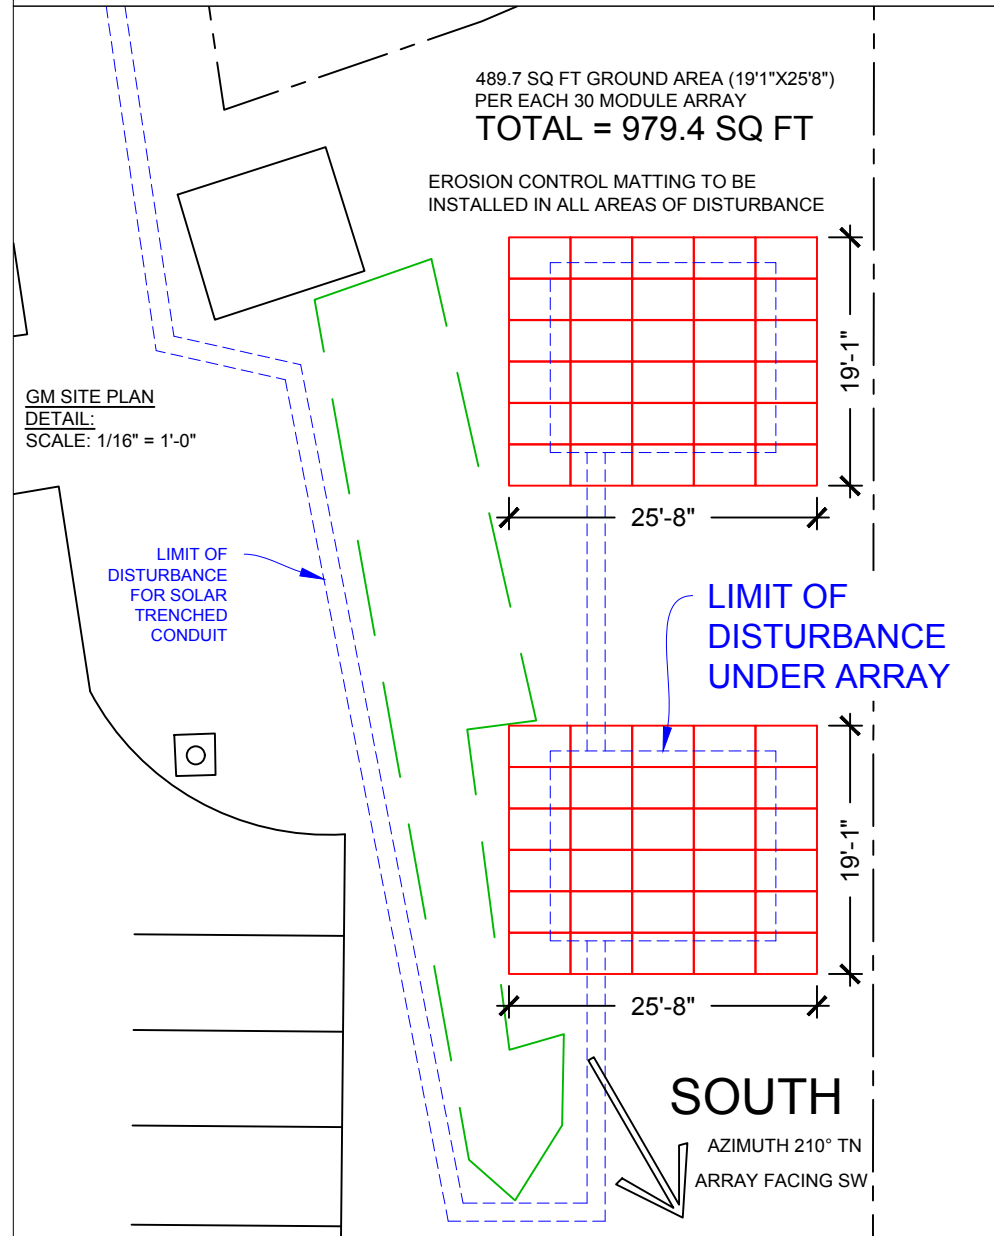 489.7 SQ FT GROUND AREA (19'1"X25'8")
PER EACH 30 MODULE ARRAY
TOTAL = 979.4 SQ FT
EROSION CONTROL MATTING TO BE
INSTALLED IN ALL AREAS OF DISTURBANCE
19'-1"
25'-8"
GM SITE PLAN
DETAIL:
SCALE: 1/16" = 1'-0"
LIMIT OF
DISTURBANCE
FOR SOLAR
TRENCHED
CONDUIT
LIMIT OF
DISTURBANCE
UNDER ARRAY
19'-1"
25'-8"
SOUTH
AZIMUTH 210° TN
ARRAY FACING SW